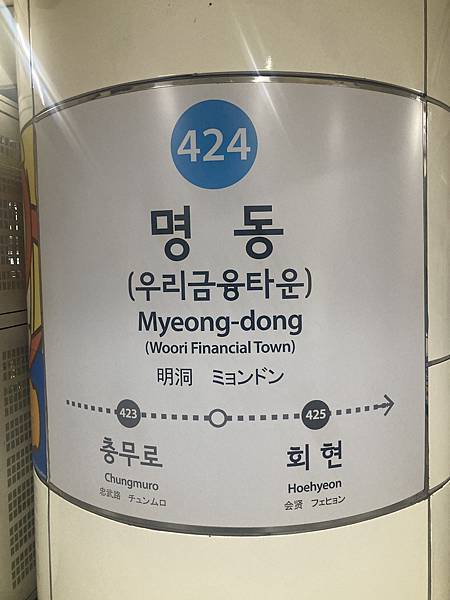 424
명 동
(우리금융타운)
Myeong-dong
(Woori Financial Town)
明洞 ミョンドン
423 425
충무로 회현
Chungmuro Hoehyeon
忠武路 チュンムロ 会贤 フェヒョン